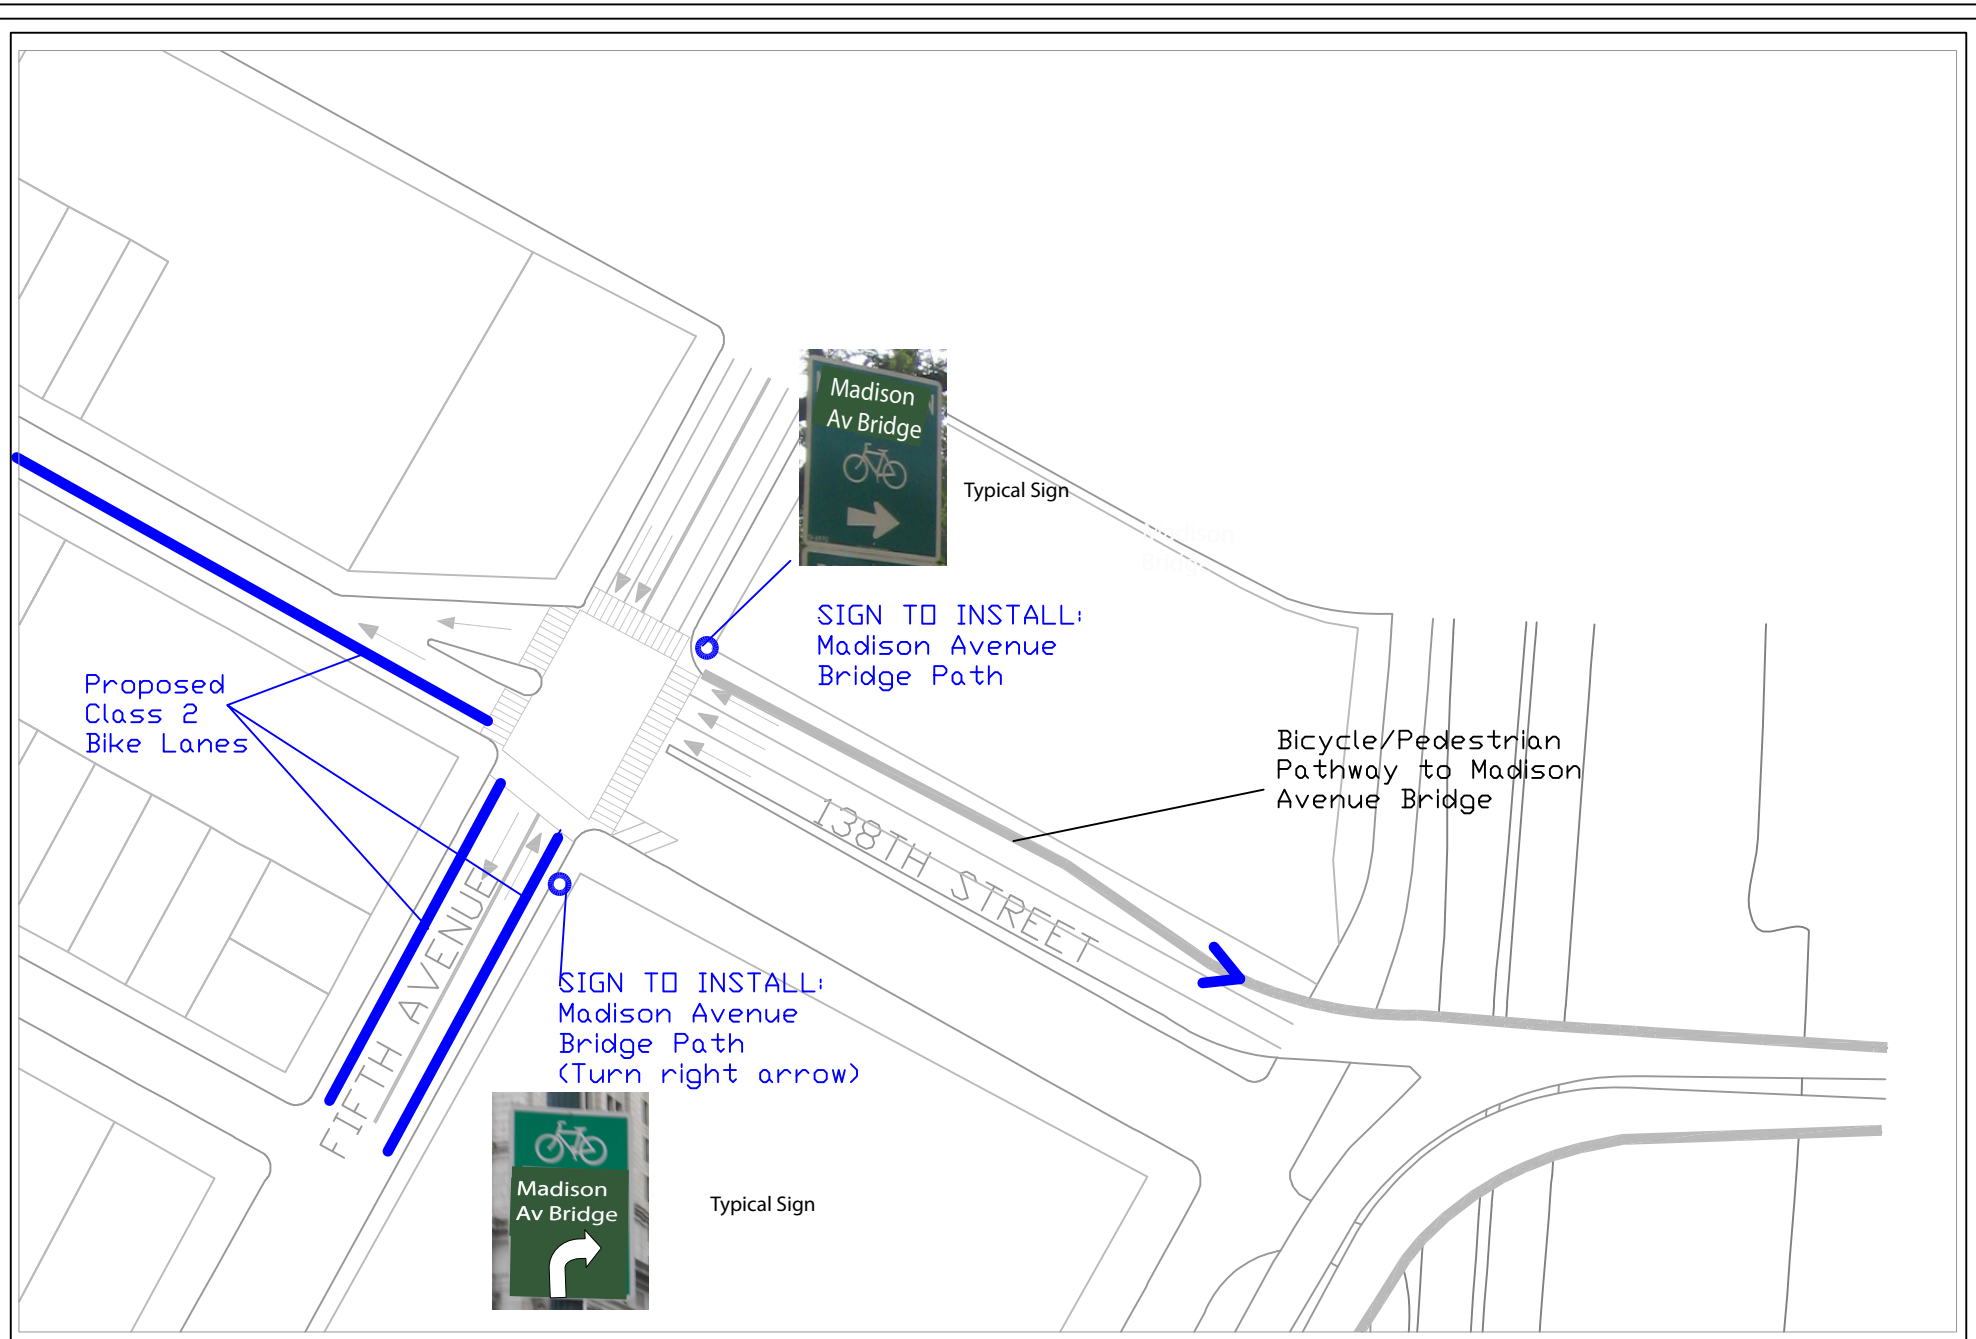 Madison
Av Bridge
Typical Sign
Madison
Bridge
SIGN TO INSTALL:
Madison Avenue
Bridge Path
Proposed
Class 2
Bike Lanes
Bicycle/Pedestrian
Pathway to Madison
Avenue Bridge
138TH STREET
FIFTH AVENUE
SIGN TO INSTALL:
Madison Avenue
Bridge Path
(Turn right arrow)
Madison
Av Bridge
Typical Sign